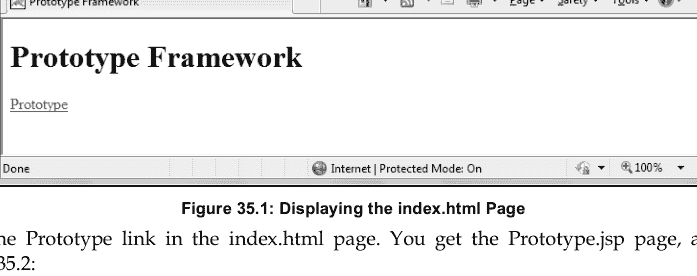 Prototype Framework
Page Safety Tools
Prototype Framework
Prototype
Done Internet | Protected Mode: On 100%
Figure 35.1: Displaying the index.html Page
Prototype link in the index.html page. You get the Prototype.jsp page,
35.2: